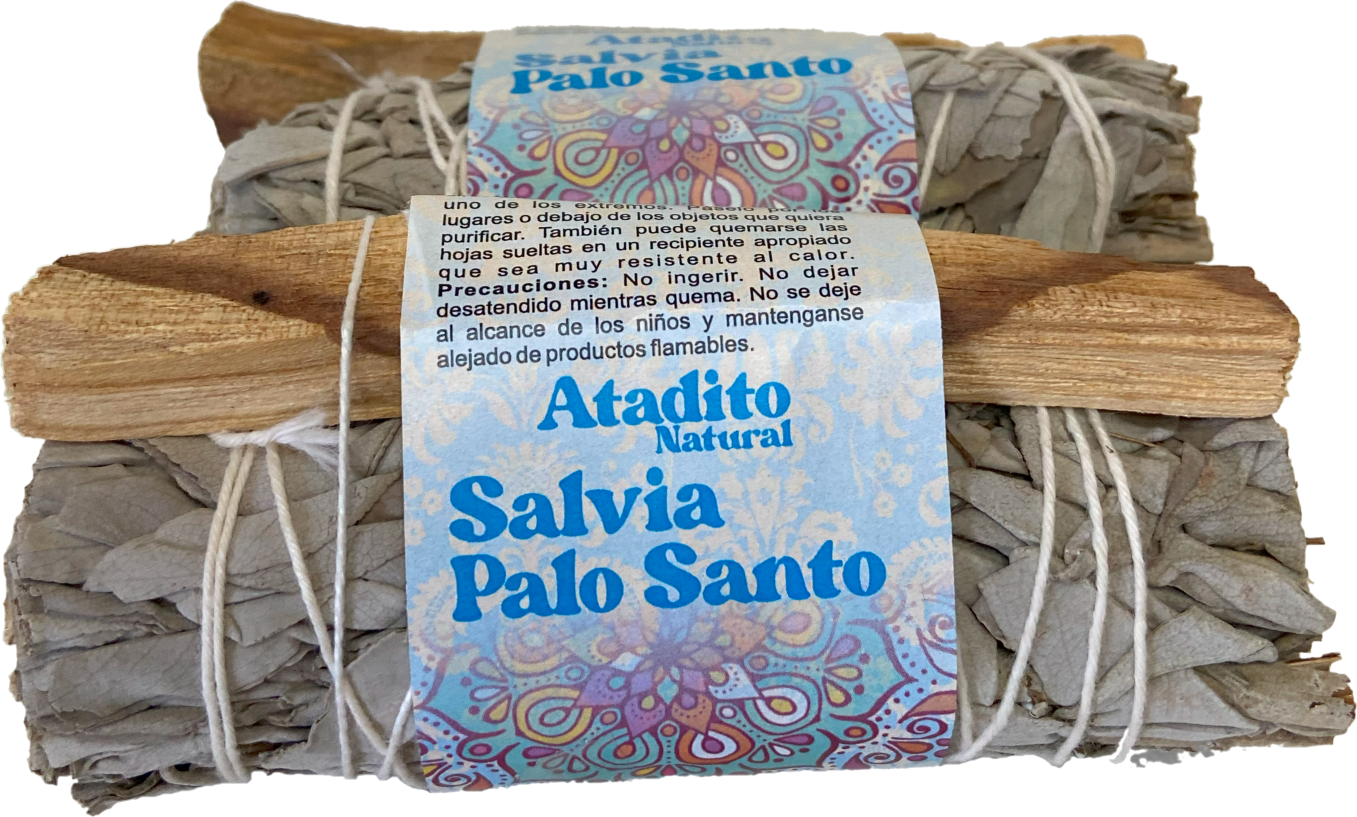 Atadito
Salvia
Palo Santo
uno de los extremos. Páselo por los
lugares o debajo de los objetos que quiera
purificar. También puede quemarse las
hojas sueltas en un recipiente apropiado
que sea muy resistente al calor.
Precauciones: No ingerir. No dejar
desatendido mientras quema. No se deje
al alcance de los niños y mantenganse
alejado de productos flamables.
Atadito
Natural
Salvia
Palo Santo